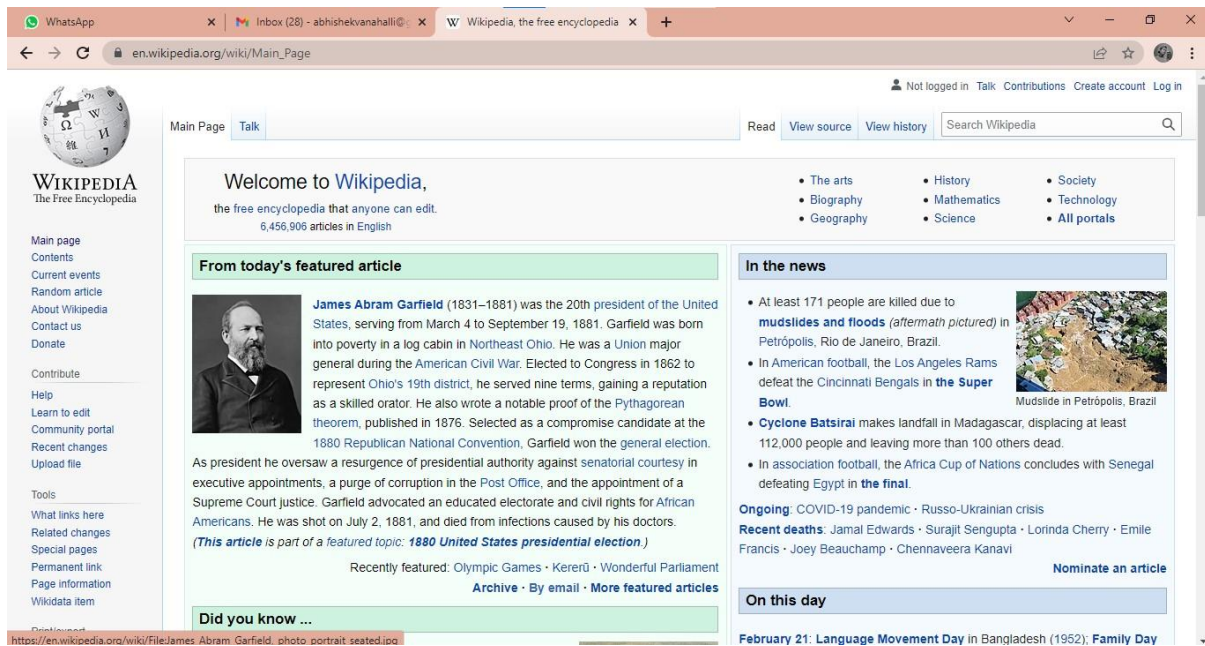 WhatsApp
Inbox (28) - abhishekvanahalli@g
Wikipedia, the free encyclopedia
en.wikipedia.org/wiki/Main_Page
Not logged in Talk Contributions Create account Log in
Main Page Talk
Read View source View history Search Wikipedia
WIKIPEDIA
The Free Encyclopedia
Main page
Contents
Current events
Random article
About Wikipedia
Contact us
Donate
Contribute
Help
Learn to edit
Community portal
Recent changes
Upload file
Tools
What links here
Related changes
Special pages
Permanent link
Page information
Wikidata item
Print/export
Welcome to Wikipedia,
the free encyclopedia that anyone can edit.
6,456,906 articles in English
• The arts
• Biography
• Geography
• History
• Mathematics
• Science
• Society
• Technology
• All portals
From today's featured article
James Abram Garfield (1831–1881) was the 20th president of the United
States, serving from March 4 to September 19, 1881. Garfield was born
into poverty in a log cabin in Northeast Ohio. He was a Union major
general during the American Civil War. Elected to Congress in 1862 to
represent Ohio's 19th district, he served nine terms, gaining a reputation
as a skilled orator. He also wrote a notable proof of the Pythagorean
theorem, published in 1876. Selected as a compromise candidate at the
1880 Republican National Convention, Garfield won the general election.
As president he oversaw a resurgence of presidential authority against senatorial courtesy in
executive appointments, a purge of corruption in the Post Office, and the appointment of a
Supreme Court justice. Garfield advocated an educated electorate and civil rights for African
Americans. He was shot on July 2, 1881, and died from infections caused by his doctors.
(This article is part of a featured topic: 1880 United States presidential election.)
Recently featured: Olympic Games · Kererū · Wonderful Parliament
Archive · By email · More featured articles
Did you know ...
In the news
• At least 171 people are killed due to
mudslides and floods (aftermath pictured) in
Petrópolis, Rio de Janeiro, Brazil.
• In American football, the Los Angeles Rams
defeat the Cincinnati Bengals in the Super
Bowl.
Mudslide in Petrópolis, Brazil
• Cyclone Batsirai makes landfall in Madagascar, displacing at least
112,000 people and leaving more than 100 others dead.
• In association football, the Africa Cup of Nations concludes with Senegal
defeating Egypt in the final.
Ongoing: COVID-19 pandemic · Russo-Ukrainian crisis
Recent deaths: Jamal Edwards · Surajit Sengupta · Lorinda Cherry · Emile
Francis · Joey Beauchamp · Chennaveera Kanavi
Nominate an article
On this day
February 21: Language Movement Day in Bangladesh (1952); Family Day
https://en.wikipedia.org/wiki/File:James_Abram_Garfield,_photo_portrait_seated.jpg